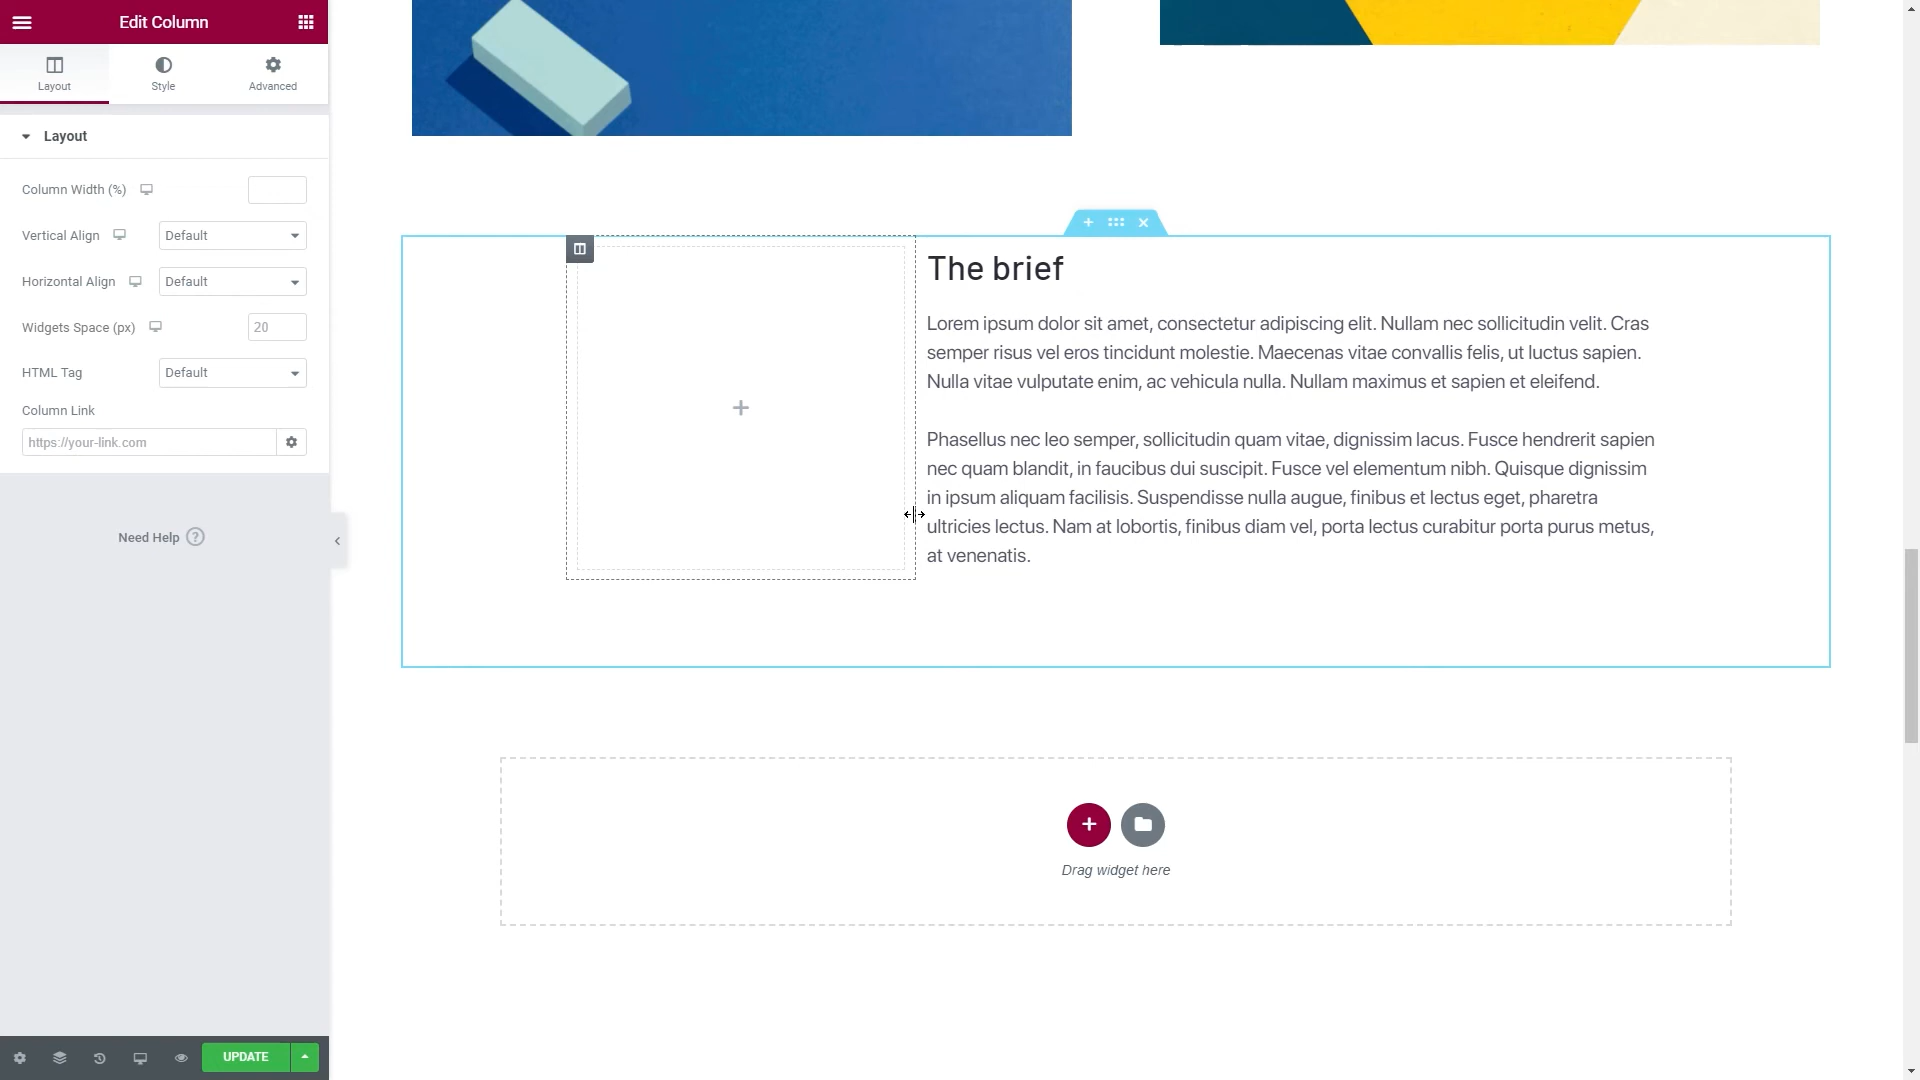 Edit Column
Layout
Style
Advanced
Layout
Column Width (%)
Vertical Align
Default
Horizontal Align
Default
Widgets Space (px)
20
HTML Tag
Default
Column Link
https://your-link.com
Need Help ?
UPDATE
The brief
Lorem ipsum dolor sit amet, consectetur adipiscing elit. Nullam nec sollicitudin velit. Cras
semper risus vel eros tincidunt molestie. Maecenas vitae convallis felis, ut luctus sapien.
Nulla vitae vulputate enim, ac vehicula nulla. Nullam maximus et sapien et eleifend.
Phasellus nec leo semper, sollicitudin quam vitae, dignissim lacus. Fusce hendrerit sapien
nec quam blandit, in faucibus dui suscipit. Fusce vel elementum nibh. Quisque dignissim
in ipsum aliquam facilisis. Suspendisse nulla augue, finibus et lectus eget, pharetra
ultricies lectus. Nam at lobortis, finibus diam vel, porta lectus curabitur porta purus metus,
at venenatis.
Drag widget here